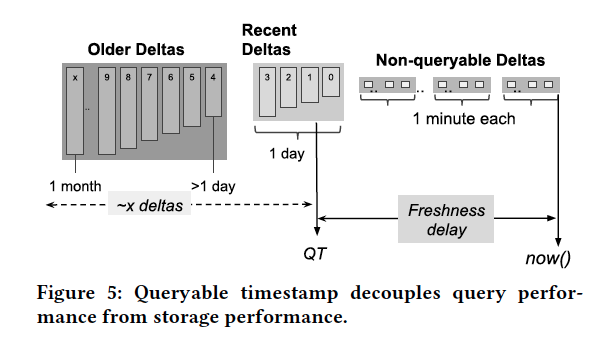 Older Deltas
Recent
Deltas
Non-queryable Deltas
x .. 9 8 7 6 5 4
3 2 1 0
.. .. ..
1 minute each
1 day
1 month
>1 day
~x deltas
Freshness
delay
QT
now()
Figure 5: Queryable timestamp decouples query perfor-
mance from storage performance.